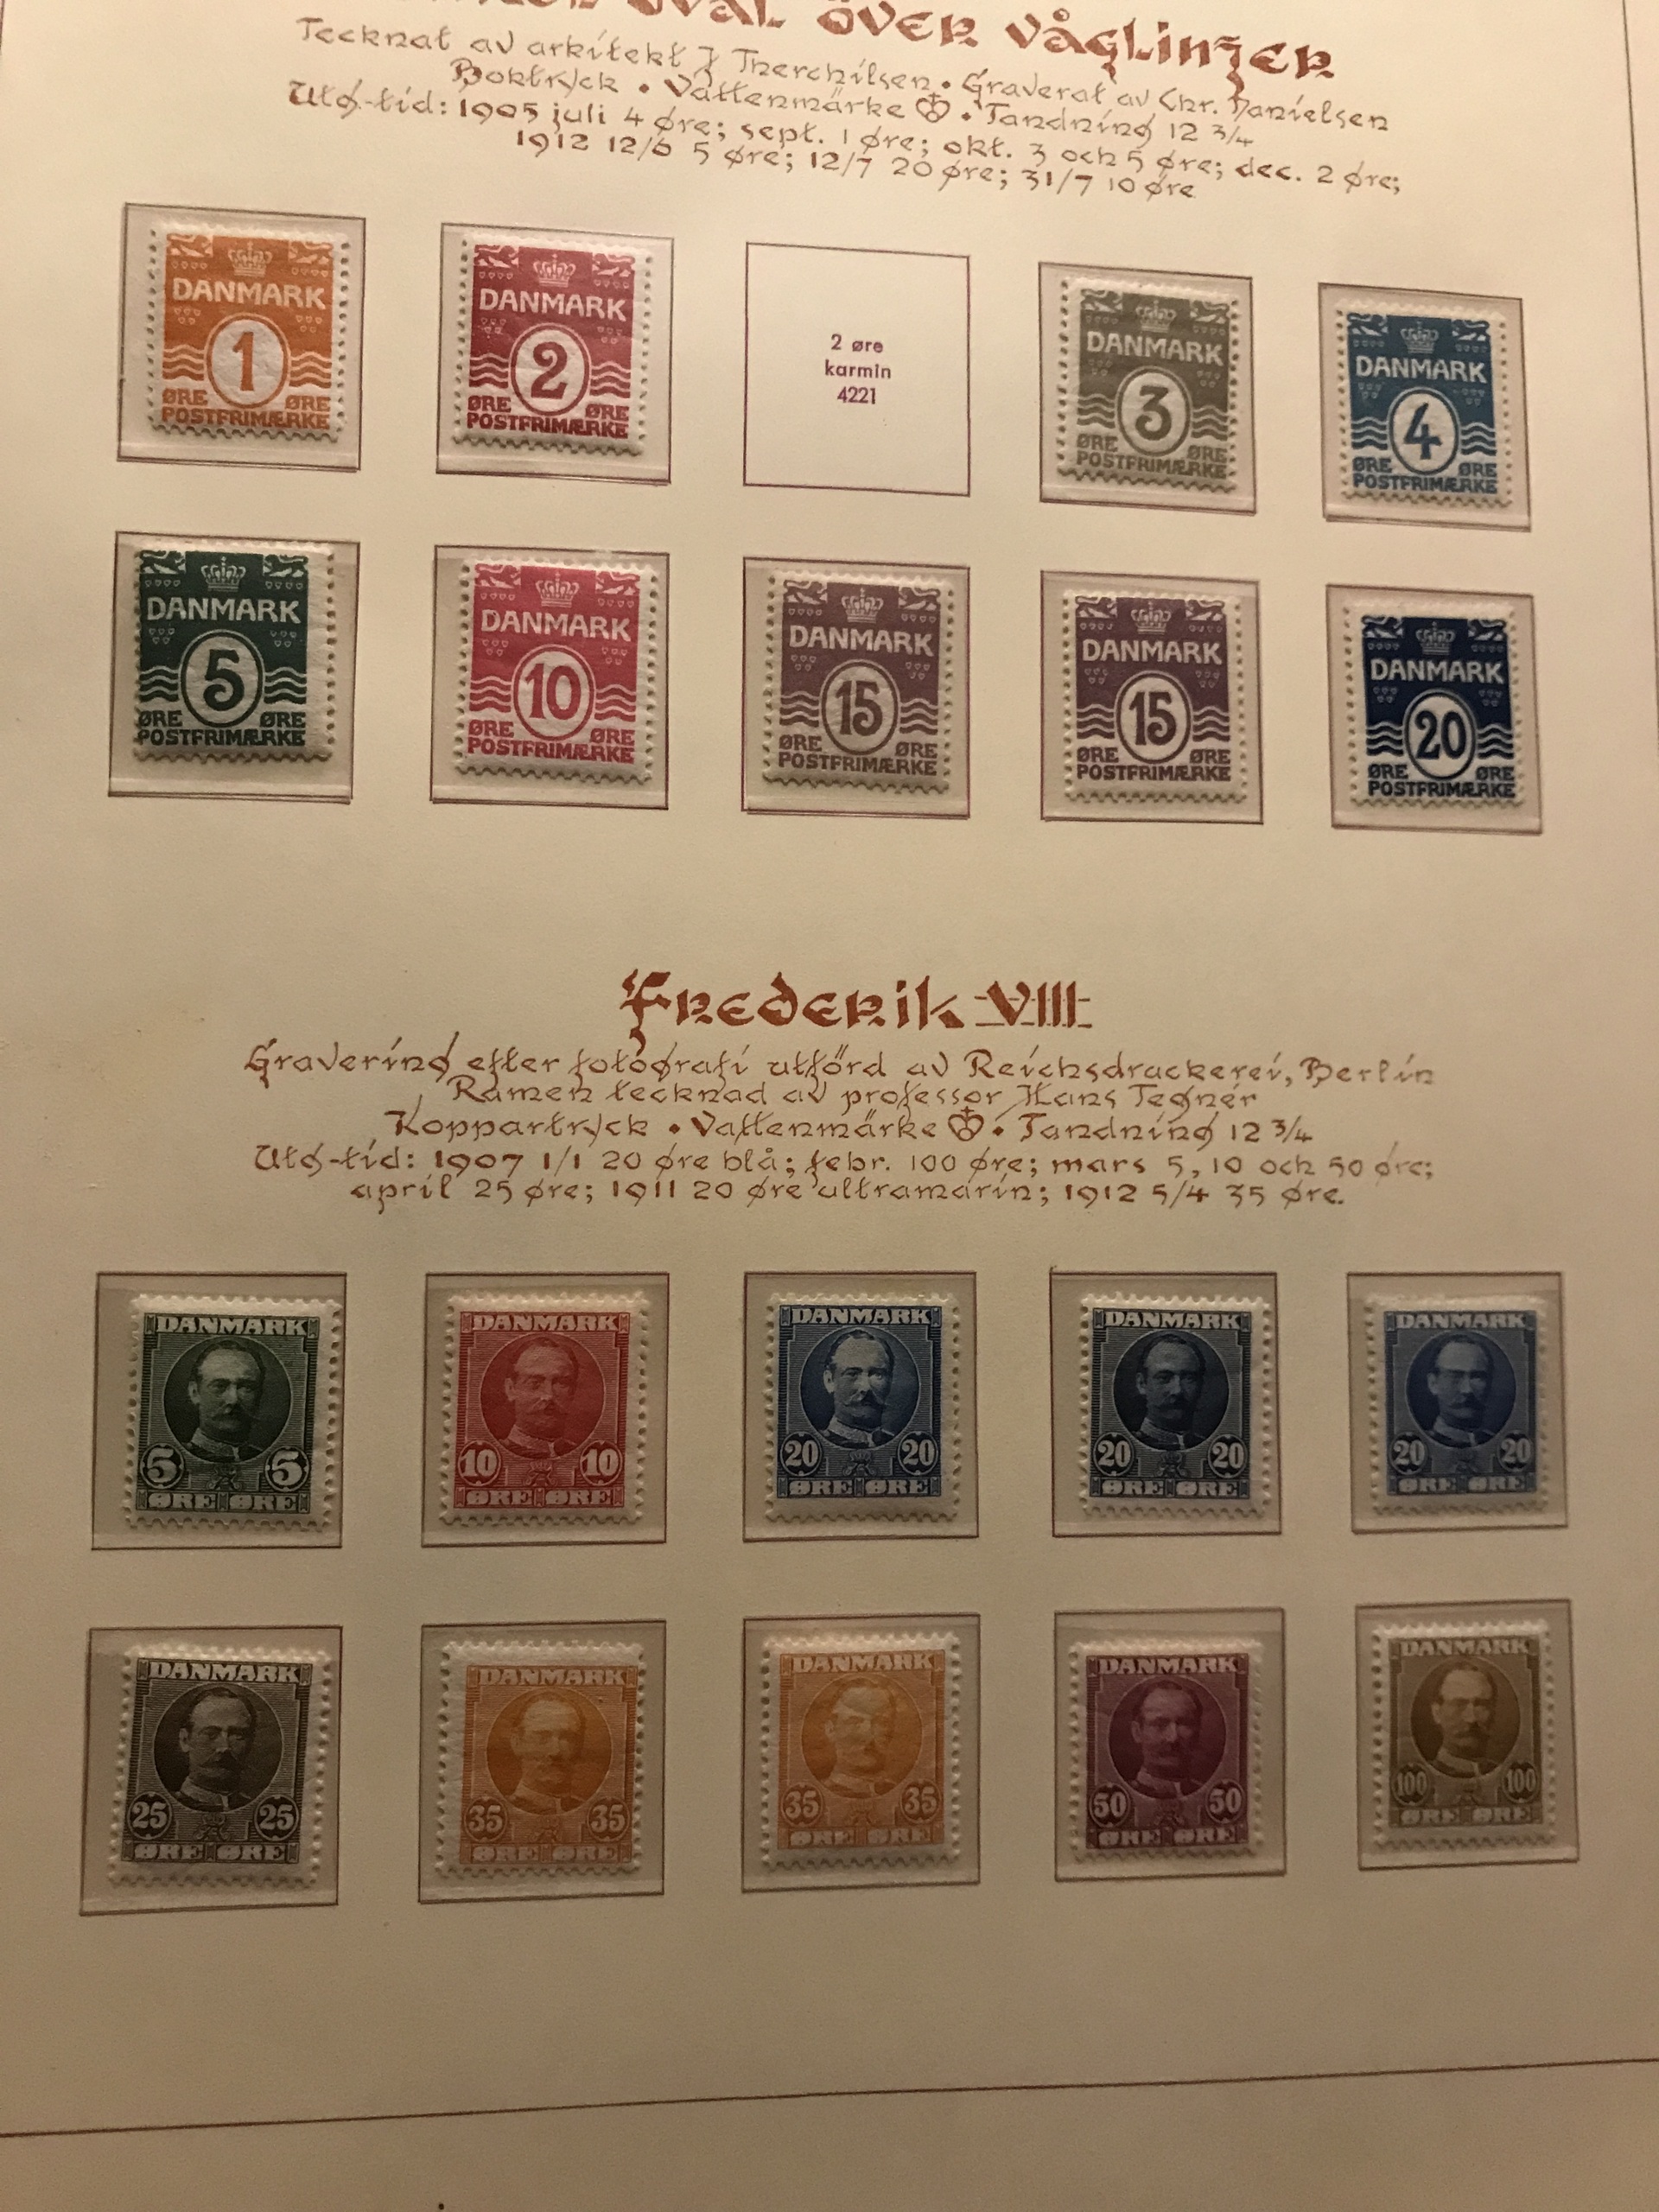 OVAL ÖVER VÅGLINJER
Tecknat av arkitekt J Therchilsen • Graverat av Chr. Danielsen
Boktryck • Vattenmärke • Tandning 12 3/4
Utg-tid: 1905 juli 4 øre; sept. 1 øre; okt. 3 och 5 øre; dec. 2 øre;
1912 12/6 5 øre; 12/7 20 øre; 31/7 10 øre
DANMARK
1
ØRE ØRE
POSTFRIMÆRKE
DANMARK
2
ØRE ØRE
POSTFRIMÆRKE
2 øre
karmin
4221
DANMARK
3
ØRE ØRE
POSTFRIMÆRKE
DANMARK
4
ØRE ØRE
POSTFRIMÆRKE
DANMARK
5
ØRE ØRE
POSTFRIMÆRKE
DANMARK
10
ØRE ØRE
POSTFRIMÆRKE
DANMARK
15
ØRE ØRE
POSTFRIMÆRKE
DANMARK
15
ØRE ØRE
POSTFRIMÆRKE
DANMARK
20
ØRE ØRE
POSTFRIMÆRKE
Frederik VIII
Gravering efter fotografi utförd av Reichsdruckerei, Berlin
Ramen tecknad av professor Hans Tegner
Koppartryck • Vattenmärke • Tandning 12 3/4
Utg-tid: 1907 1/1 20 øre blå; febr. 100 øre; mars 5, 10 och 50 øre;
april 25 øre; 1911 20 øre ultramarin; 1912 5/4 35 øre.
DANMARK
5 5
ØRE ØRE
DANMARK
10 10
ØRE ØRE
DANMARK
20 20
ØRE ØRE
DANMARK
20 20
ØRE ØRE
DANMARK
20 20
ØRE ØRE
DANMARK
25 25
ØRE ØRE
DANMARK
35 35
ØRE ØRE
DANMARK
35 35
ØRE ØRE
DANMARK
50 50
ØRE ØRE
DANMARK
100 100
ØRE ØRE